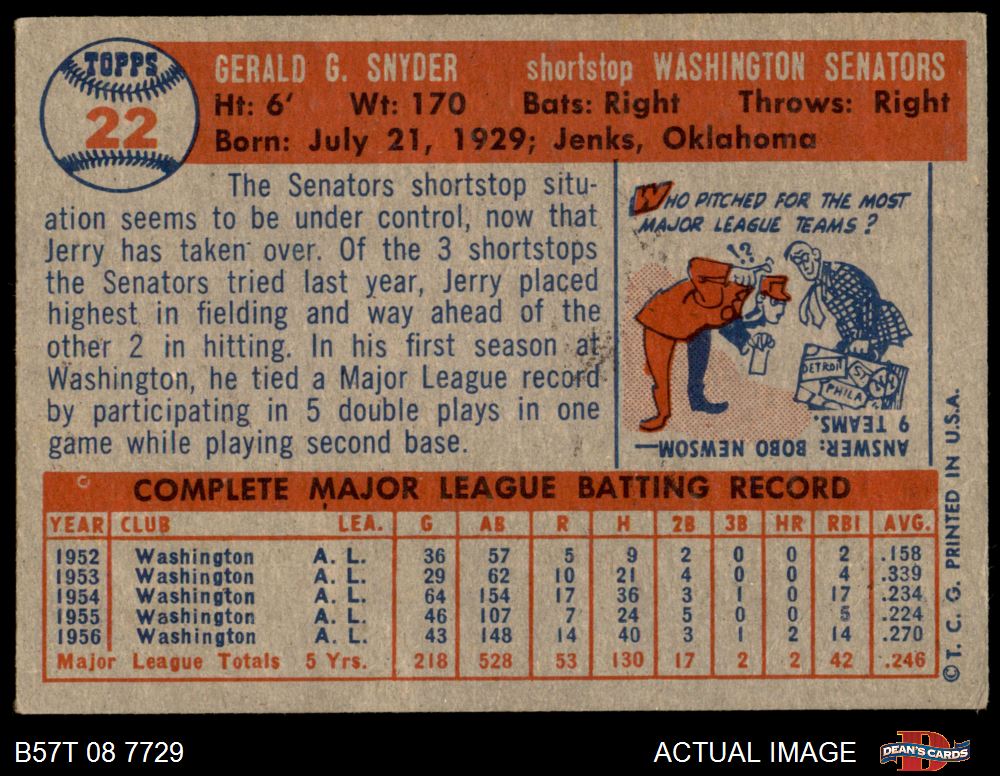 TOPPS
22
GERALD G. SNYDER shortstop WASHINGTON SENATORS
Ht: 6' Wt: 170 Bats: Right Throws: Right
Born: July 21, 1929; Jenks, Oklahoma
The Senators shortstop situ-
ation seems to be under control, now that
Jerry has taken over. Of the 3 shortstops
the Senators tried last year, Jerry placed
highest in fielding and way ahead of the
other 2 in hitting. In his first season at
Washington, he tied a Major League record
by participating in 5 double plays in one
game while playing second base.
WHO PITCHED FOR THE MOST
MAJOR LEAGUE TEAMS?
!?
DETROIT ST. NY
PHILA
ANSWER: BOBO NEWSOM—
9 TEAMS.
COMPLETE MAJOR LEAGUE BATTING RECORD
YEAR CLUB LEA. G AB R H 2B 3B HR RBI AVG.
1952 Washington A. L. 36 57 5 9 2 0 0 2 .158
1953 Washington A. L. 29 62 10 21 4 0 0 4 .339
1954 Washington A. L. 64 154 17 36 3 1 0 17 .234
1955 Washington A. L. 46 107 7 24 5 0 0 5 .224
1956 Washington A. L. 43 148 14 40 3 1 2 14 .270
Major League Totals 5 Yrs. 218 528 53 130 17 2 2 42 .246
© T. C. G. PRINTED IN U.S.A.
B57T 08 7729
ACTUAL IMAGE
D
DEAN'S CARDS